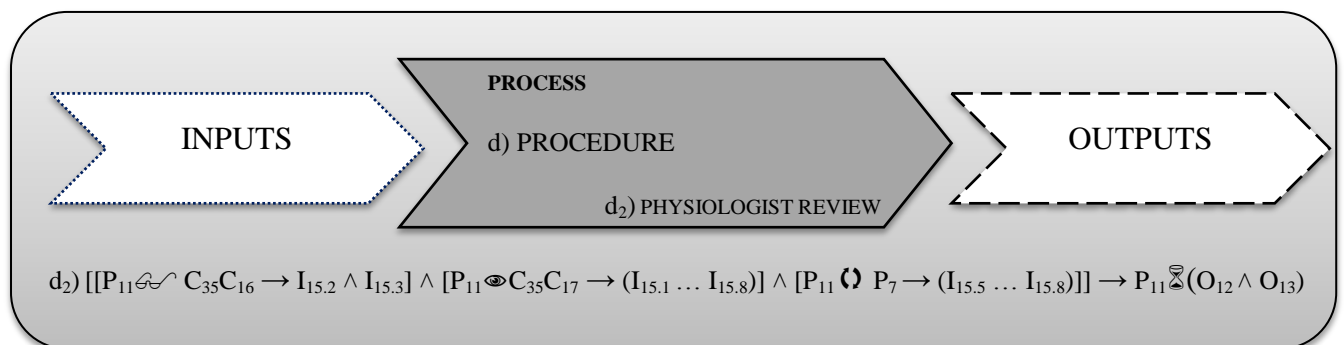 PROCESS
INPUTS
d) PROCEDURE
OUTPUTS
d₂) PHYSIOLOGIST REVIEW
d₂) [[P₁₁👓 C₃₅C₁₆ → I₁₅.₂ ∧ I₁₅.₃] ∧ [P₁₁👁C₃₅C₁₇ → (I₁₅.₁ … I₁₅.₈)] ∧ [P₁₁ 🗘 P₇ → (I₁₅.₅ … I₁₅.₈)]] → P₁₁⌛(O₁₂ ∧ O₁₃)